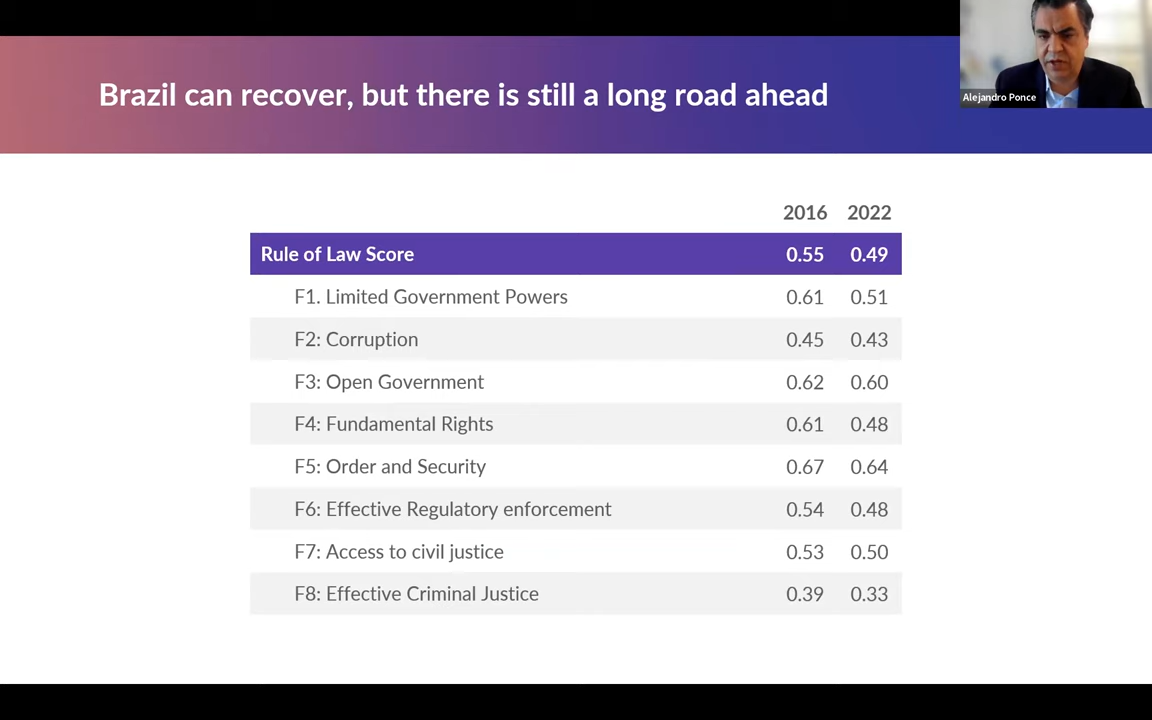 Brazil can recover, but there is still a long road ahead
Alejandro Ponce
2016 2022
Rule of Law Score 0.55 0.49
F1. Limited Government Powers 0.61 0.51
F2: Corruption 0.45 0.43
F3: Open Government 0.62 0.60
F4: Fundamental Rights 0.61 0.48
F5: Order and Security 0.67 0.64
F6: Effective Regulatory enforcement 0.54 0.48
F7: Access to civil justice 0.53 0.50
F8: Effective Criminal Justice 0.39 0.33